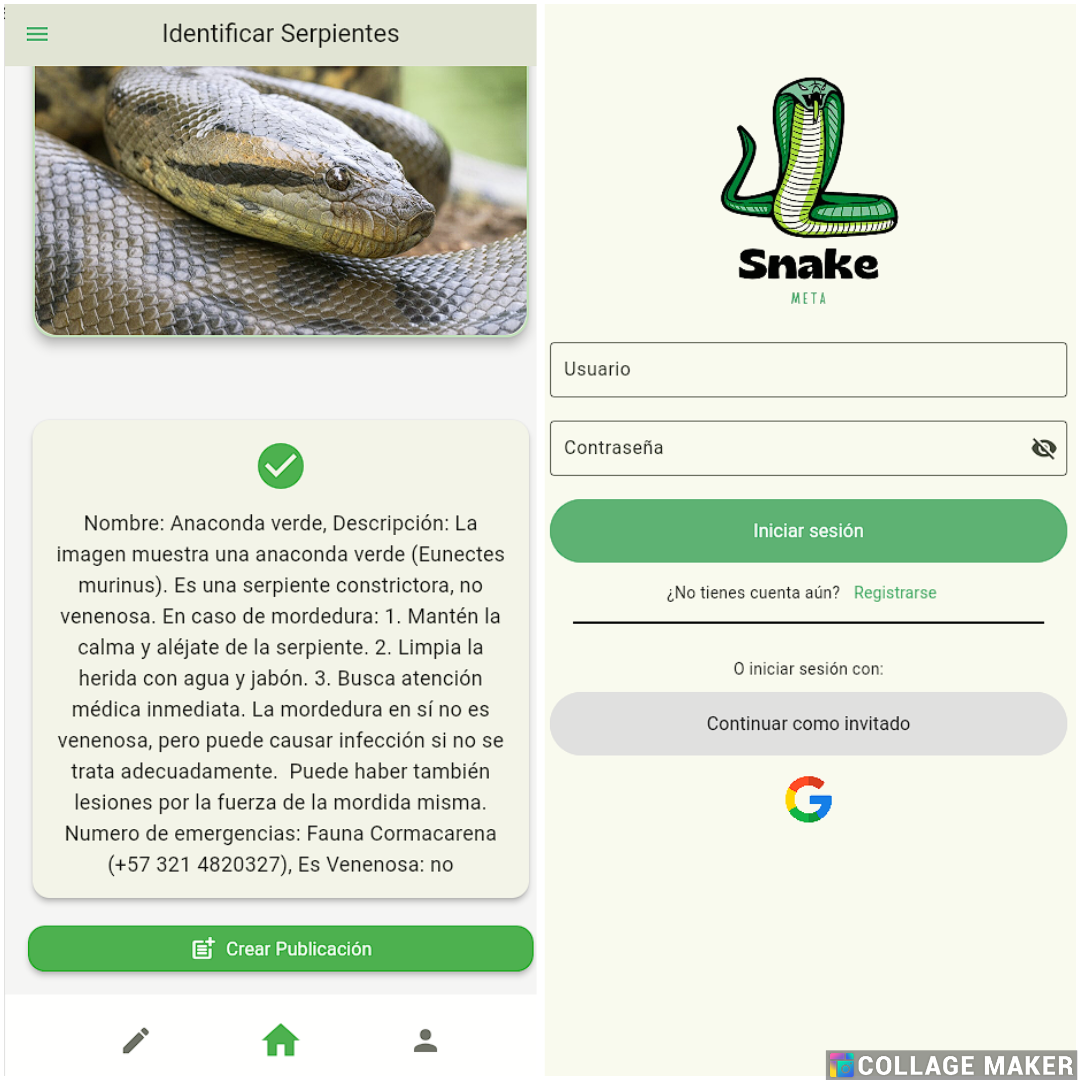 Identificar Serpientes
Nombre: Anaconda verde, Descripción: La
imagen muestra una anaconda verde (Eunectes
murinus). Es una serpiente constrictora, no
venenosa. En caso de mordedura: 1. Mantén la
calma y aléjate de la serpiente. 2. Limpia la
herida con agua y jabón. 3. Busca atención
médica inmediata. La mordedura en sí no es
venenosa, pero puede causar infección si no se
trata adecuadamente.  Puede haber también
lesiones por la fuerza de la mordida misma.
Numero de emergencias: Fauna Cormacarena
(+57 321 4820327), Es Venenosa: no
Crear Publicación
Snake
META
Usuario
Contraseña
Iniciar sesión
¿No tienes cuenta aún? Registrarse
O iniciar sesión con:
Continuar como invitado
G
COLLAGE MAKER